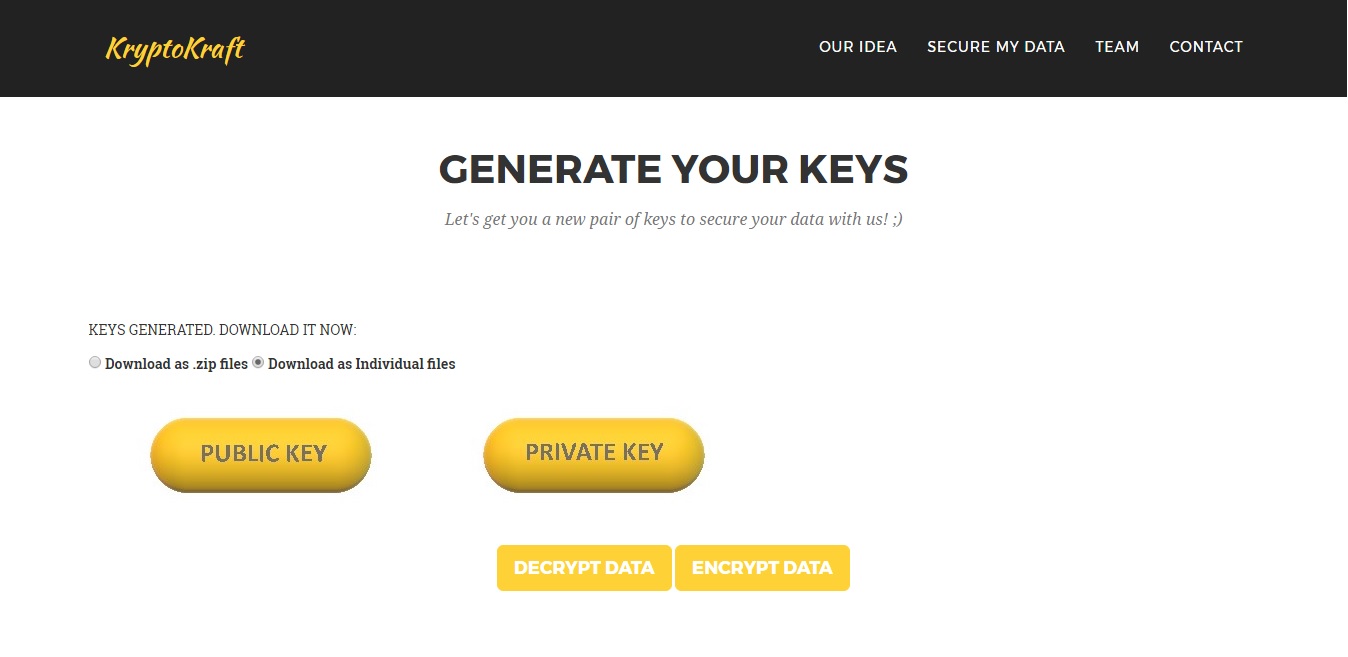 KryptoKraft
OUR IDEA SECURE MY DATA TEAM CONTACT
GENERATE YOUR KEYS
Let's get you a new pair of keys to secure your data with us! ;)
KEYS GENERATED. DOWNLOAD IT NOW:
Download as .zip files Download as Individual files
PUBLIC KEY PRIVATE KEY
DECRYPT DATA ENCRYPT DATA